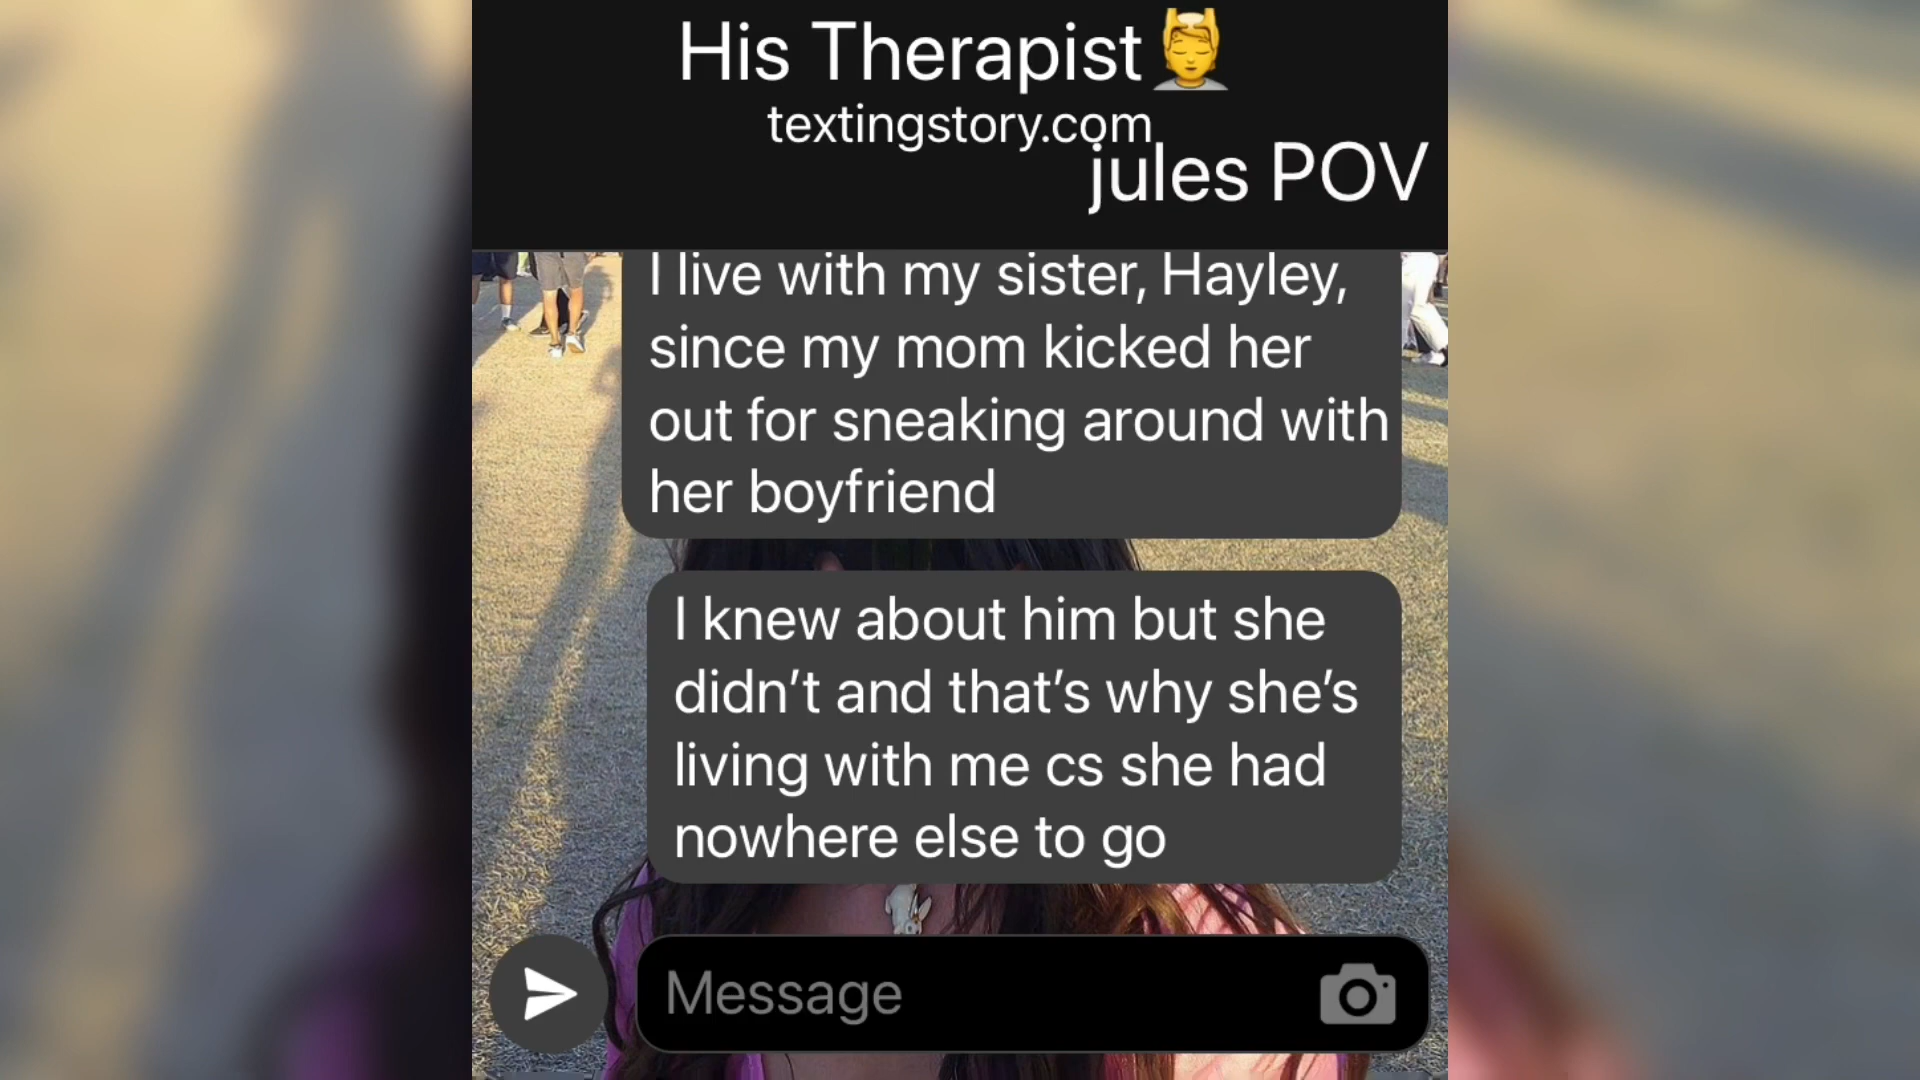 His Therapist💆
textingstory.com
jules POV
I live with my sister, Hayley,
since my mom kicked her
out for sneaking around with
her boyfriend
I knew about him but she
didn’t and that’s why she’s
living with me cs she had
nowhere else to go
Message